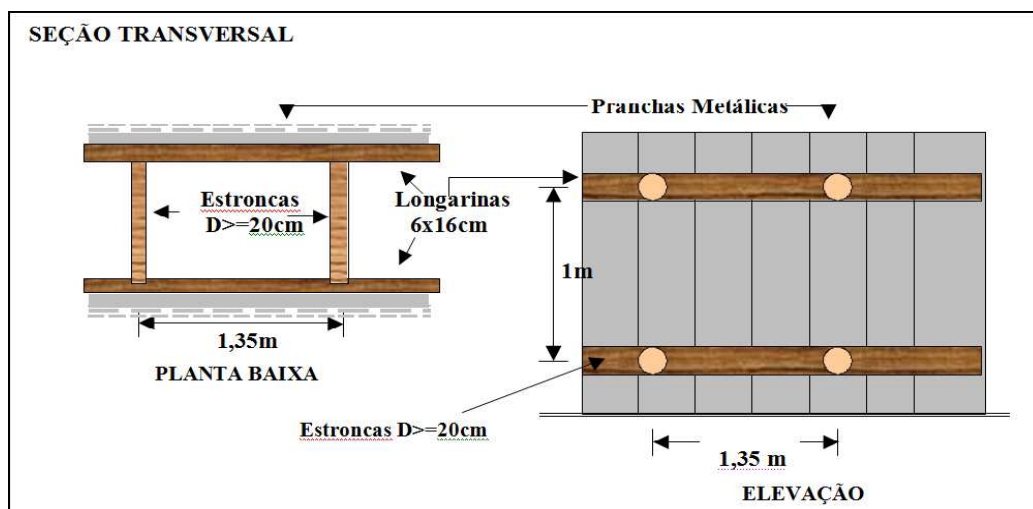 SEÇÃO TRANSVERSAL
Pranchas Metálicas
Estroncas
D>=20cm
Longarinas
6x16cm
1m
1,35m
PLANTA BAIXA
Estroncas D>=20cm
1,35 m
ELEVAÇÃO